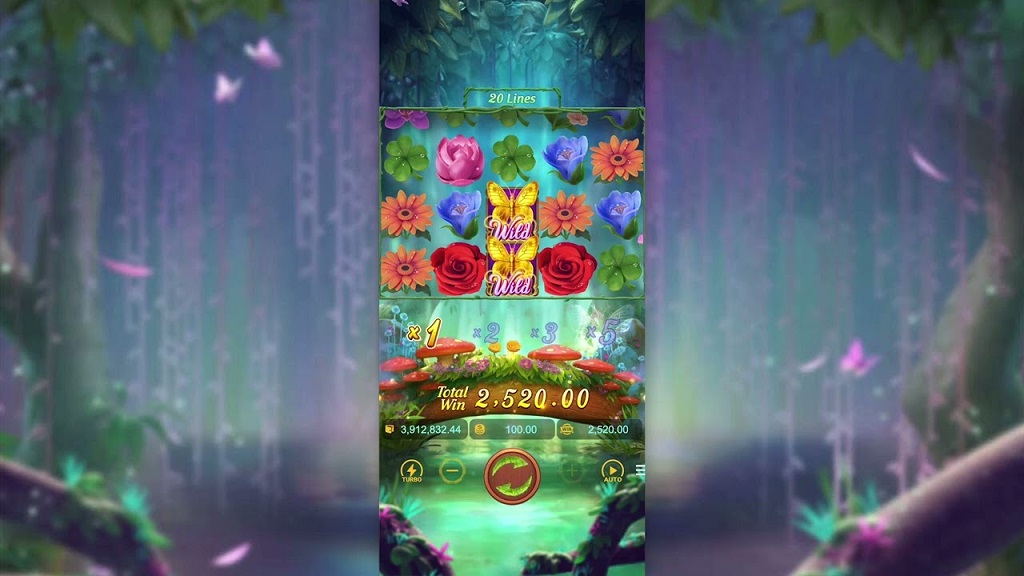 20 Lines
Wild
Wild
x1 x2 x3 x5
Total Win 2,520.00
3,912,832.44 100.00 2,520.00
TURBO AUTO